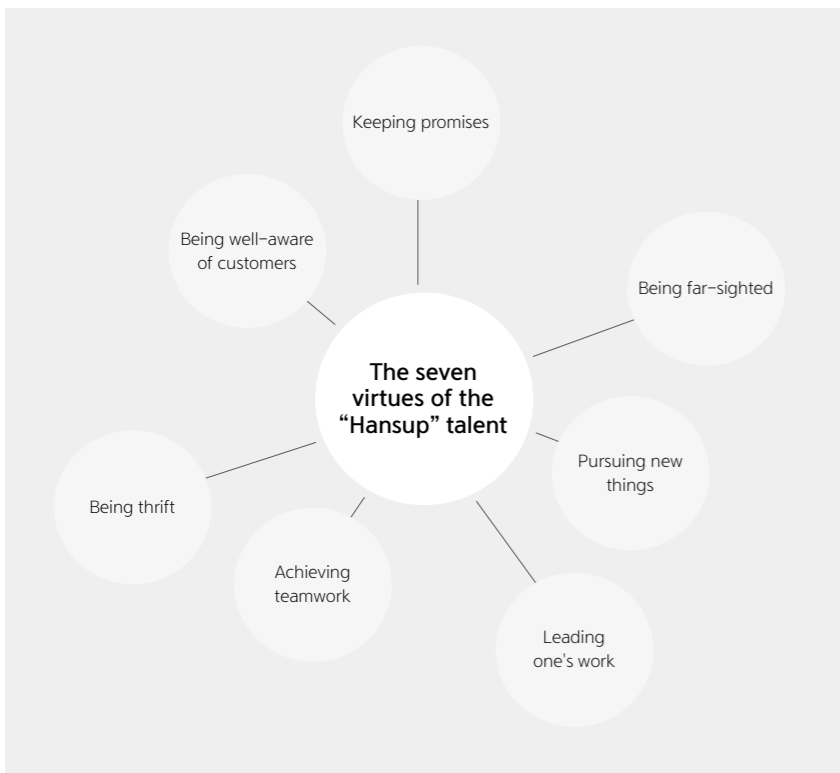 Keeping promises
Being well-aware
of customers
Being far-sighted
The seven
virtues of the
“Hansup” talent
Pursuing new
things
Being thrift
Achieving
teamwork
Leading
one's work